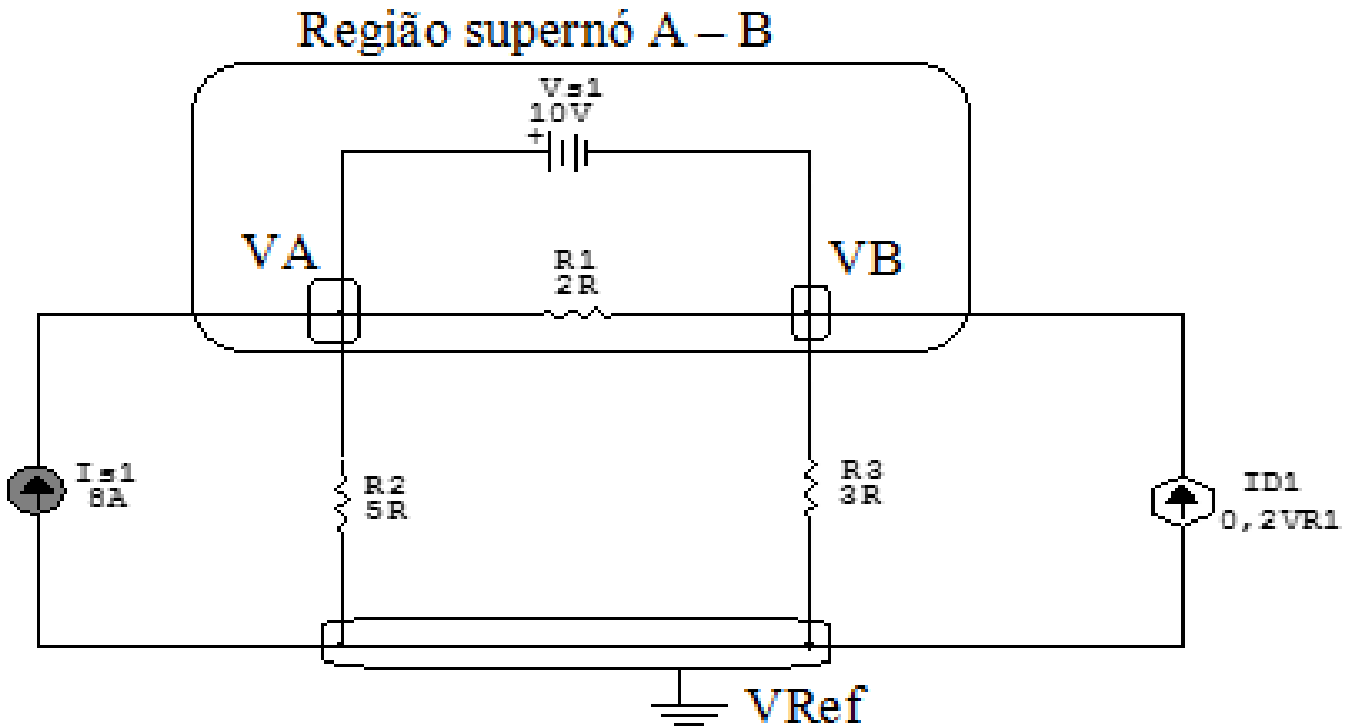 Região supernó A – B
Vs1
10V
+
VA
R1
2R
VB
Is1
8A
R2
5R
R3
3R
ID1
0,2VR1
VRef